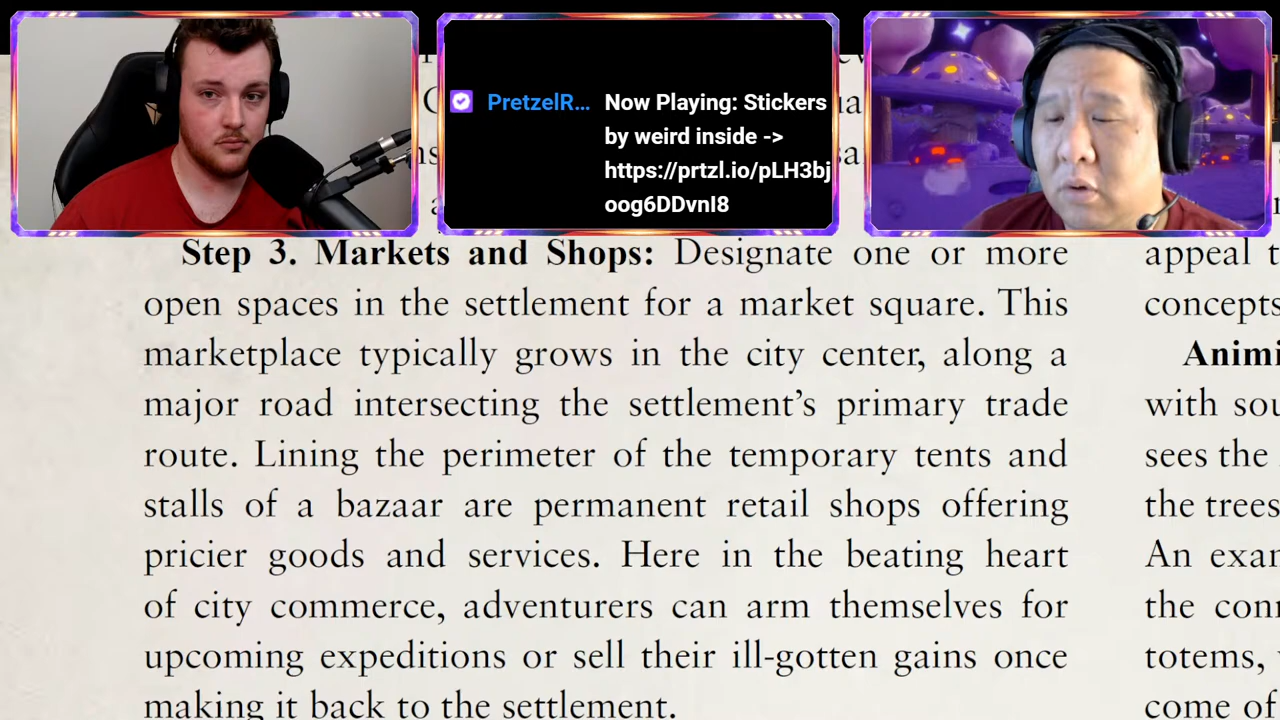 PretzelR... Now Playing: Stickers
by weird inside ->
https://prtzl.io/pLH3bj
oog6DDvnI8
Step 3. Markets and Shops: Designate one or more
open spaces in the settlement for a market square. This
marketplace typically grows in the city center, along a
major road intersecting the settlement’s primary trade
route. Lining the perimeter of the temporary tents and
stalls of a bazaar are permanent retail shops offering
pricier goods and services. Here in the beating heart
of city commerce, adventurers can arm themselves for
upcoming expeditions or sell their ill-gotten gains once
making it back to the settlement.
appeal
concepts
Animi
with sou
sees the
the trees
An exam
the conn
totems,
come of